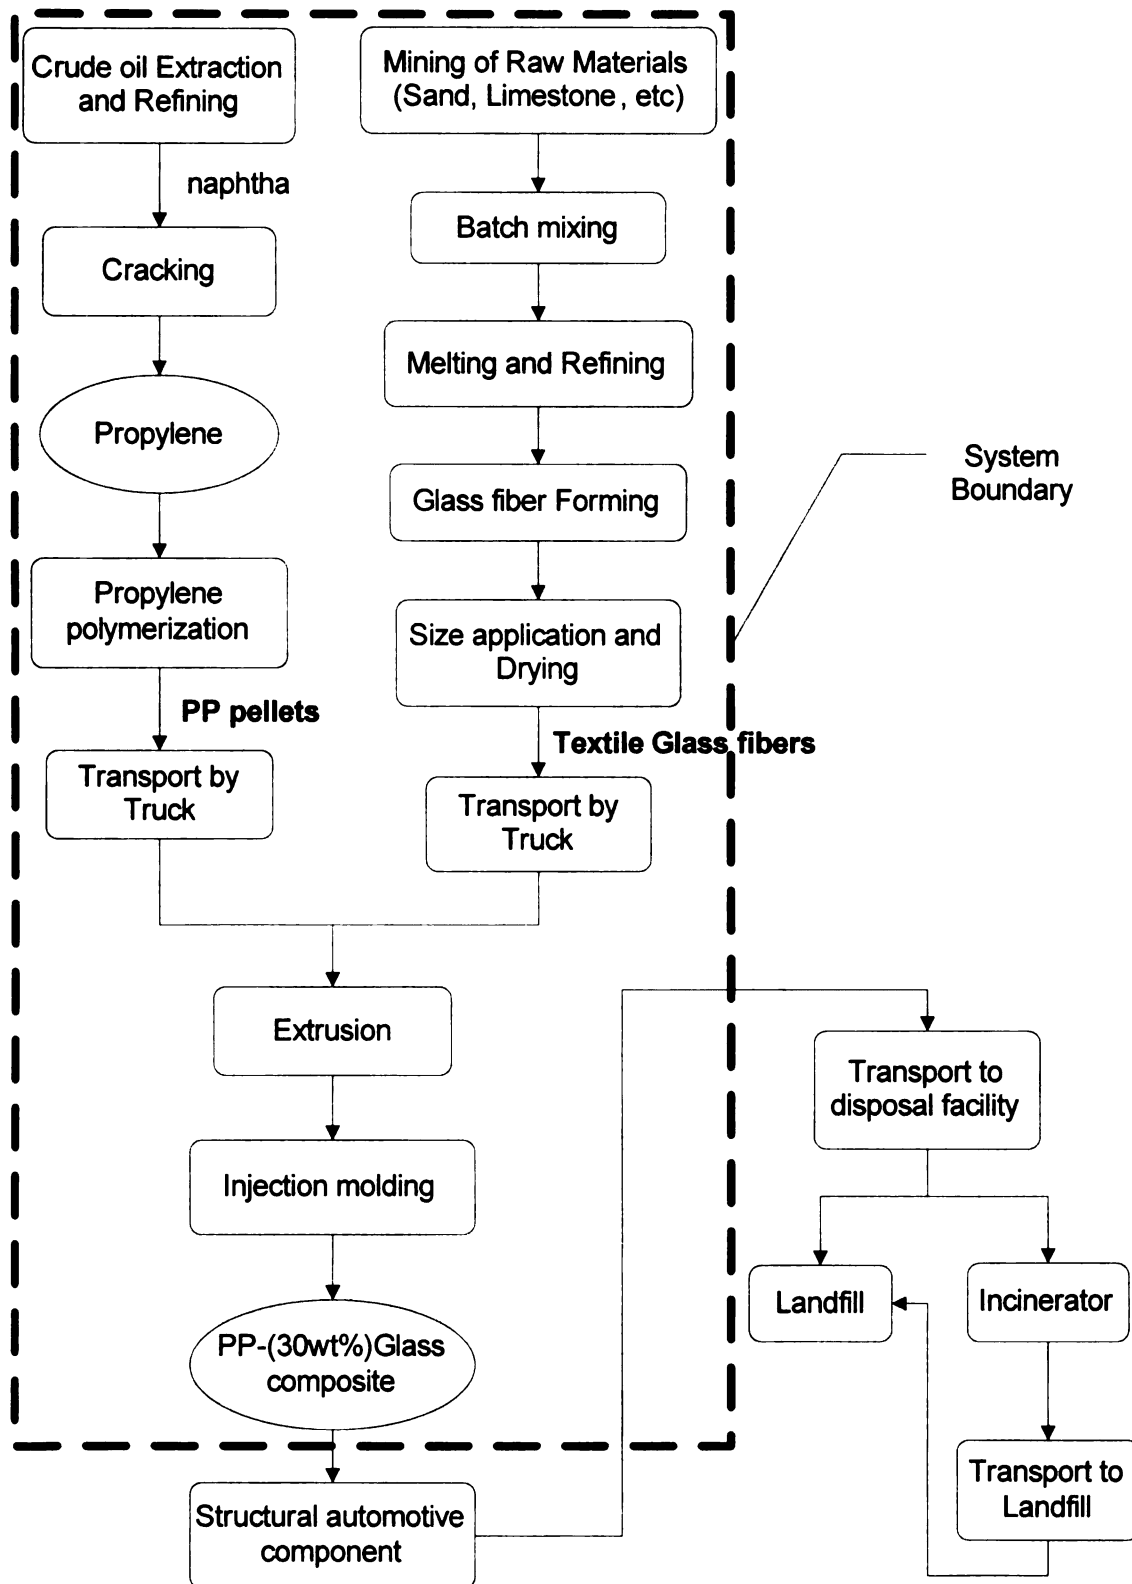 Crude oil Extraction
and Refining
Mining of Raw Materials
(Sand, Limestone , etc)
naphtha
Batch mixing
Cracking
Melting and Refining
Propylene
System
Boundary
Glass fiber Forming
Propylene
polymerization
Size application and
Drying
PP pellets
Textile Glass fibers
Transport by
Truck
Transport by
Truck
Extrusion
Transport to
disposal facility
Injection molding
Landfill
Incinerator
PP-(30wt%)Glass
composite
Transport to
Landfill
Structural automotive
component